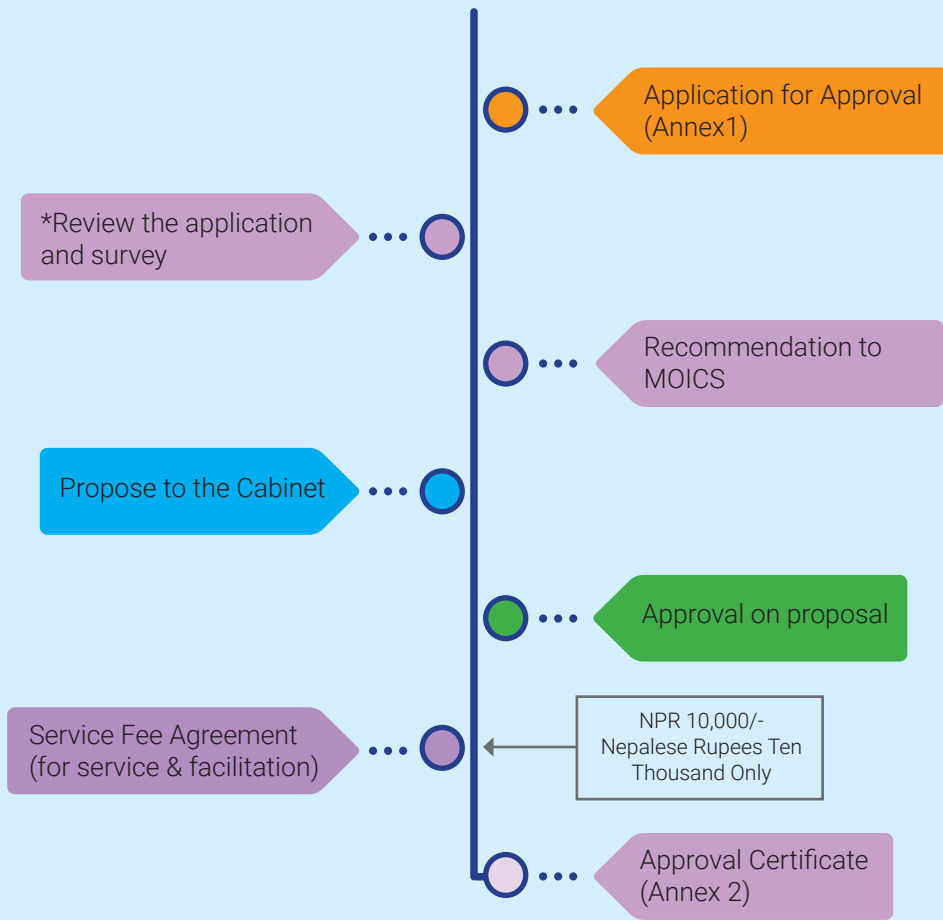 Application for Approval
(Annex1)
*Review the application
and survey
Recommendation to
MOICS
Propose to the Cabinet
Approval on proposal
Service Fee Agreement
(for service & facilitation)
NPR 10,000/-
Nepalese Rupees Ten
Thousand Only
Approval Certificate
(Annex 2)